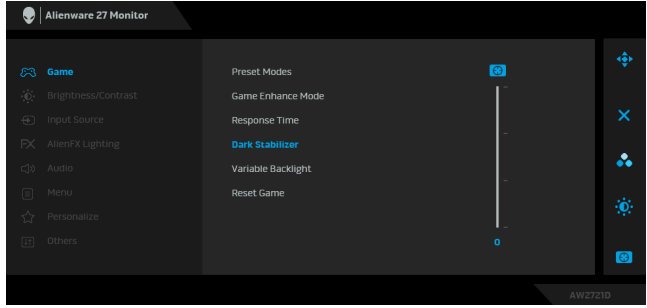 Alienware 27 Monitor
Game
Brightness/Contrast
Input Source
AlienFX Lighting
Audio
Menu
Personalize
Others
Preset Modes
Game Enhance Mode
Response Time
Dark Stabilizer
Variable Backlight
Reset Game
0
AW2721D